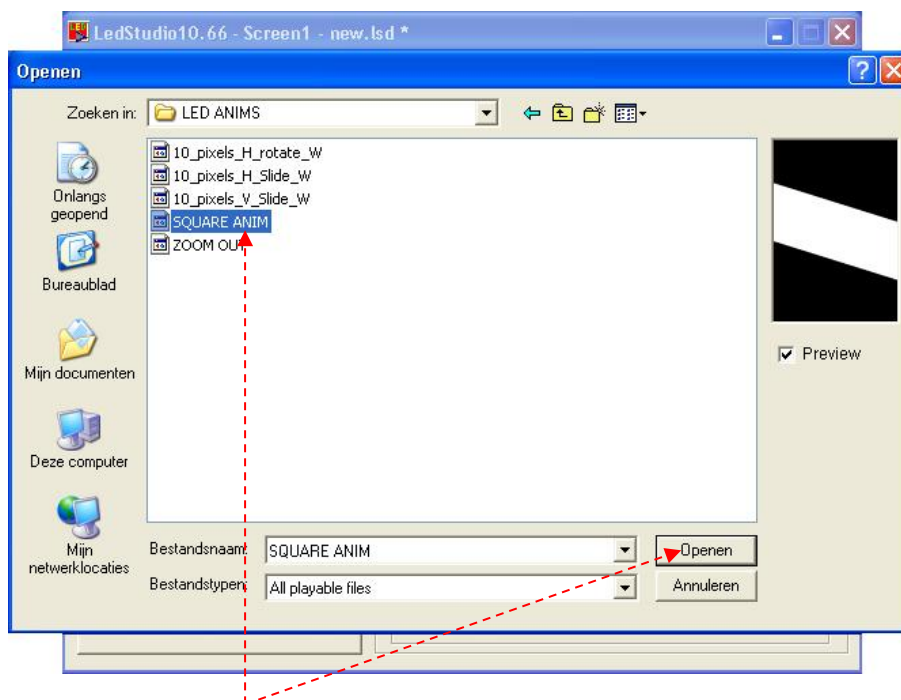 LedStudio10.66 - Screen1 - new.lsd *
Openen
Zoeken in:
LED ANIMS
10_pixels_H_rotate_W
10_pixels_H_Slide_W
10_pixels_V_Slide_W
SQUARE ANIM
ZOOM OUT
Onlangs
geopend
Bureaublad
Mijn documenten
Deze computer
Mijn
netwerklocaties
Preview
Bestandsnaam:
SQUARE ANIM
Openen
Bestandstypen:
All playable files
Annuleren